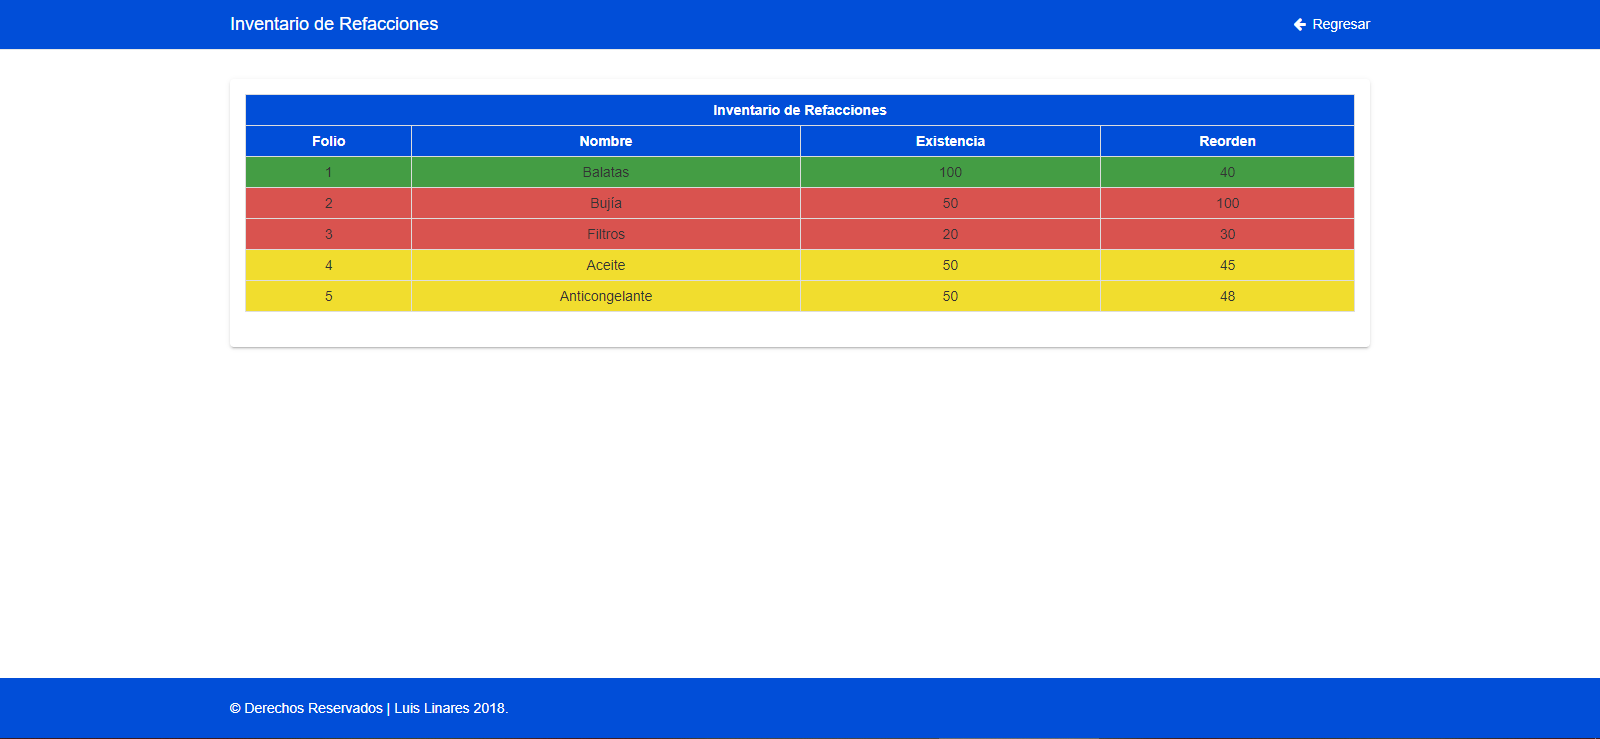 Inventario de Refacciones
Regresar
Inventario de Refacciones
Folio Nombre Existencia Reorden
1 Balatas 100 40
2 Bujía 50 100
3 Filtros 20 30
4 Aceite 50 45
5 Anticongelante 50 48
© Derechos Reservados | Luis Linares 2018.